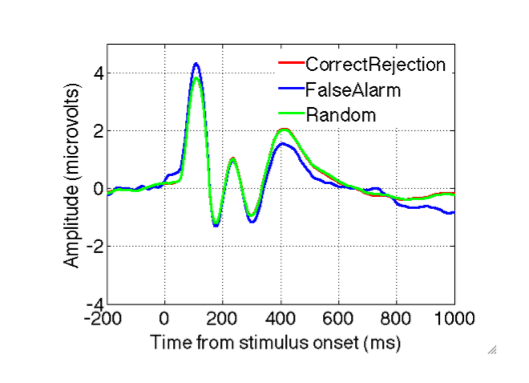 CorrectRejection
FalseAlarm
Random
4
2
0
-2
-4
Amplitude (microvolts)
-200 0 200 400 600 800 1000
Time from stimulus onset (ms)